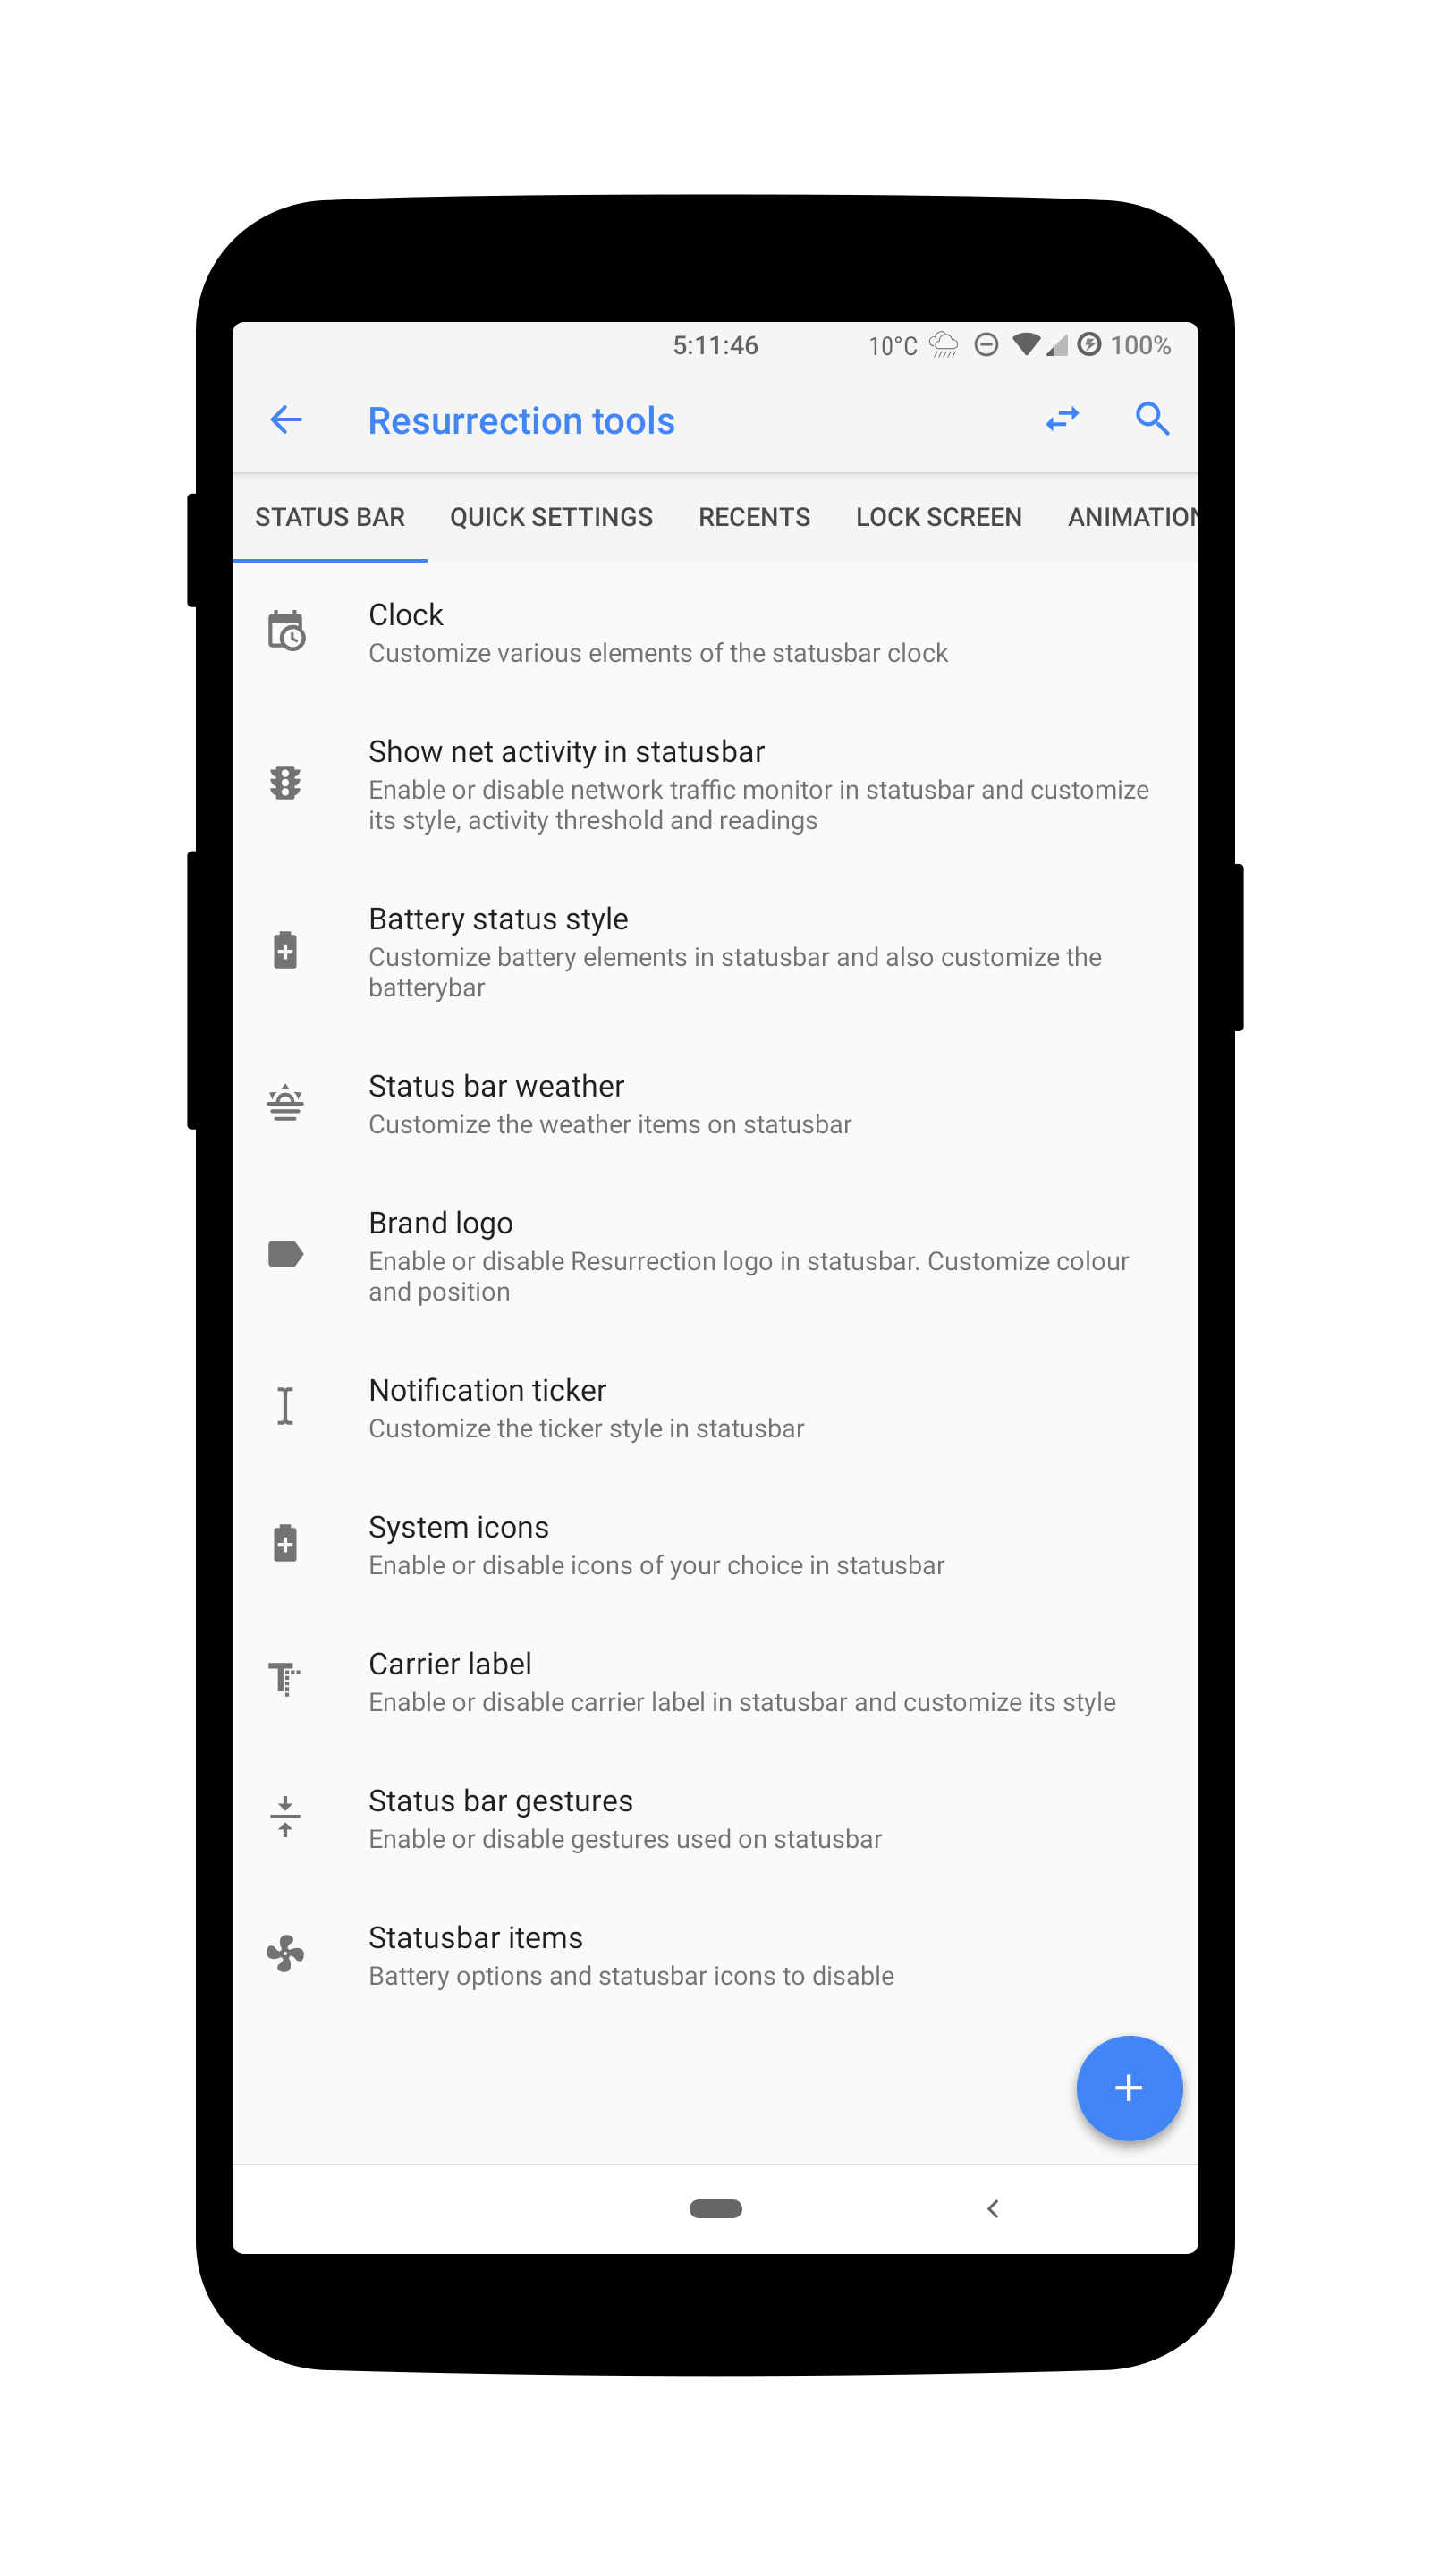 5:11:46 10°C 100%
Resurrection tools
STATUS BAR QUICK SETTINGS RECENTS LOCK SCREEN ANIMATION
Clock
Customize various elements of the statusbar clock
Show net activity in statusbar
Enable or disable network traffic monitor in statusbar and customize
its style, activity threshold and readings
Battery status style
Customize battery elements in statusbar and also customize the
batterybar
Status bar weather
Customize the weather items on statusbar
Brand logo
Enable or disable Resurrection logo in statusbar. Customize colour
and position
Notification ticker
Customize the ticker style in statusbar
System icons
Enable or disable icons of your choice in statusbar
Carrier label
Enable or disable carrier label in statusbar and customize its style
Status bar gestures
Enable or disable gestures used on statusbar
Statusbar items
Battery options and statusbar icons to disable